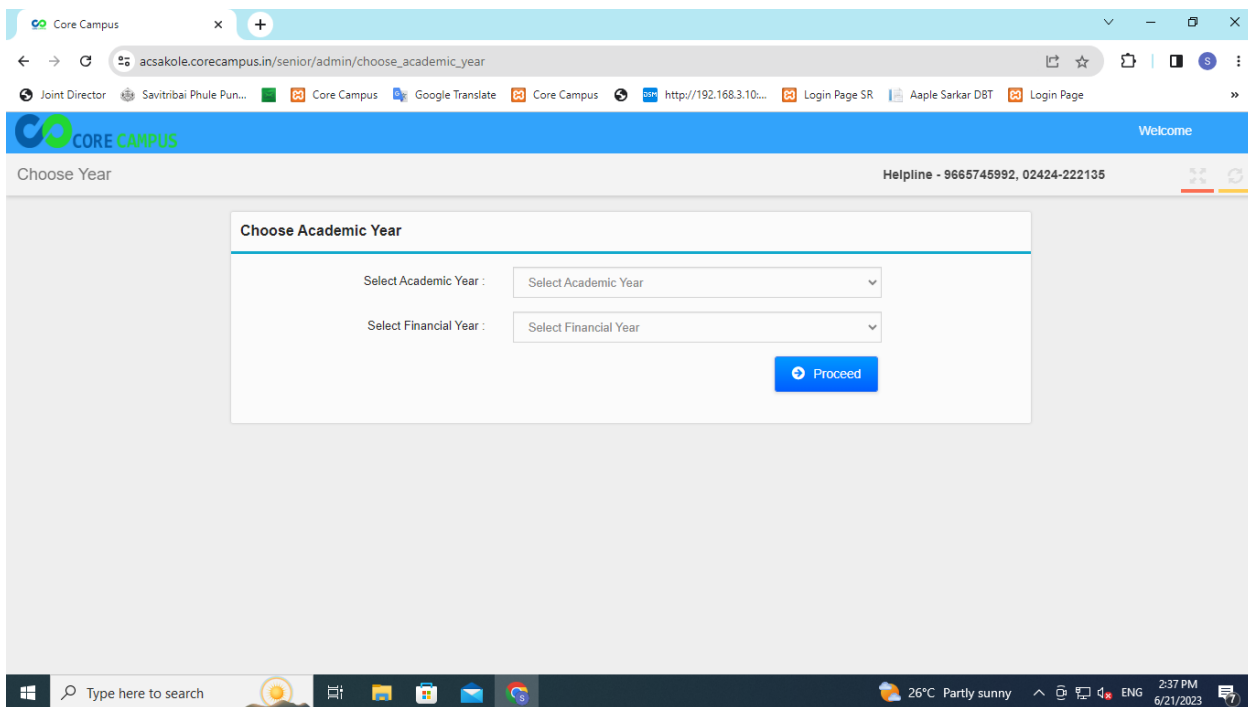 Core Campus
acsakole.corecampus.in/senior/admin/choose_academic_year
S
Joint Director Savitribai Phule Pun... Core Campus Google Translate Core Campus DSM http://192.168.3.10:... Login Page SR Aaple Sarkar DBT Login Page »
CORE CAMPUS Welcome
Choose Year Helpline - 9665745992, 02424-222135
Choose Academic Year
Select Academic Year : Select Academic Year
Select Financial Year : Select Financial Year
Proceed
Type here to search 26°C Partly sunny ENG 2:37 PM
6/21/2023 7